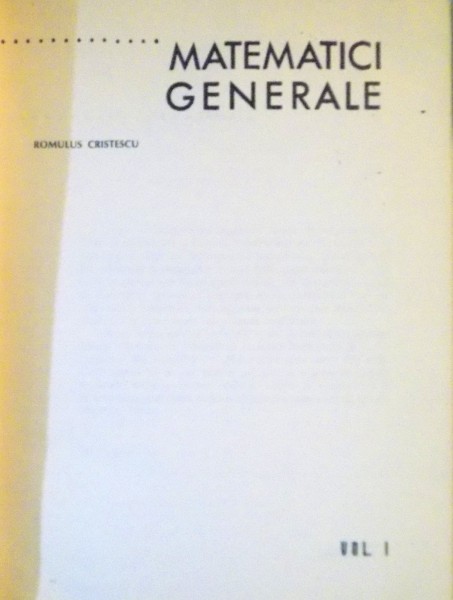 MATEMATICI
GENERALE
ROMULUS CRISTESCU
VOL. I